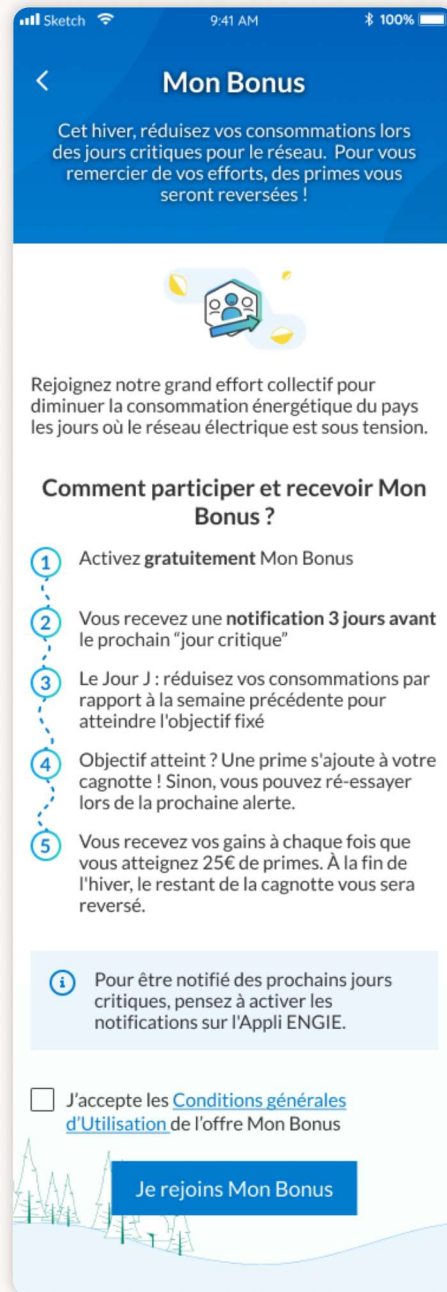 Sketch 9:41 AM 100%
Mon Bonus
Cet hiver, réduisez vos consommations lors
des jours critiques pour le réseau. Pour vous
remercier de vos efforts, des primes vous
seront reversées !
Rejoignez notre grand effort collectif pour
diminuer la consommation énergétique du pays
les jours où le réseau électrique est sous tension.
Comment participer et recevoir Mon
Bonus ?
1 Activez gratuitement Mon Bonus
2 Vous recevez une notification 3 jours avant
le prochain “jour critique”
3 Le Jour J : réduisez vos consommations par
rapport à la semaine précédente pour
atteindre l'objectif fixé
4 Objectif atteint ? Une prime s'ajoute à votre
cagnotte ! Sinon, vous pouvez ré-essayer
lors de la prochaine alerte.
5 Vous recevez vos gains à chaque fois que
vous atteignez 25€ de primes. À la fin de
l'hiver, le restant de la cagnotte vous sera
reversé.
Pour être notifié des prochains jours
critiques, pensez à activer les
notifications sur l'Appli ENGIE.
J’accepte les Conditions générales
d’Utilisation de l’offre Mon Bonus
Je rejoins Mon Bonus